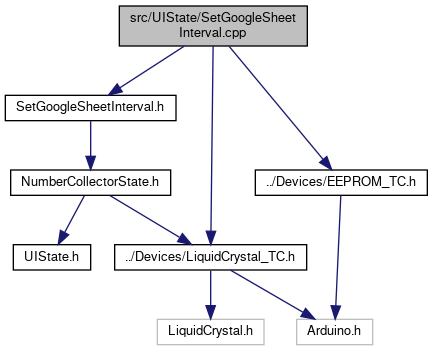 src/UIState/SetGoogleSheet
Interval.cpp
SetGoogleSheetInterval.h
NumberCollectorState.h
../Devices/EEPROM_TC.h
UIState.h
../Devices/LiquidCrystal_TC.h
LiquidCrystal.h
Arduino.h